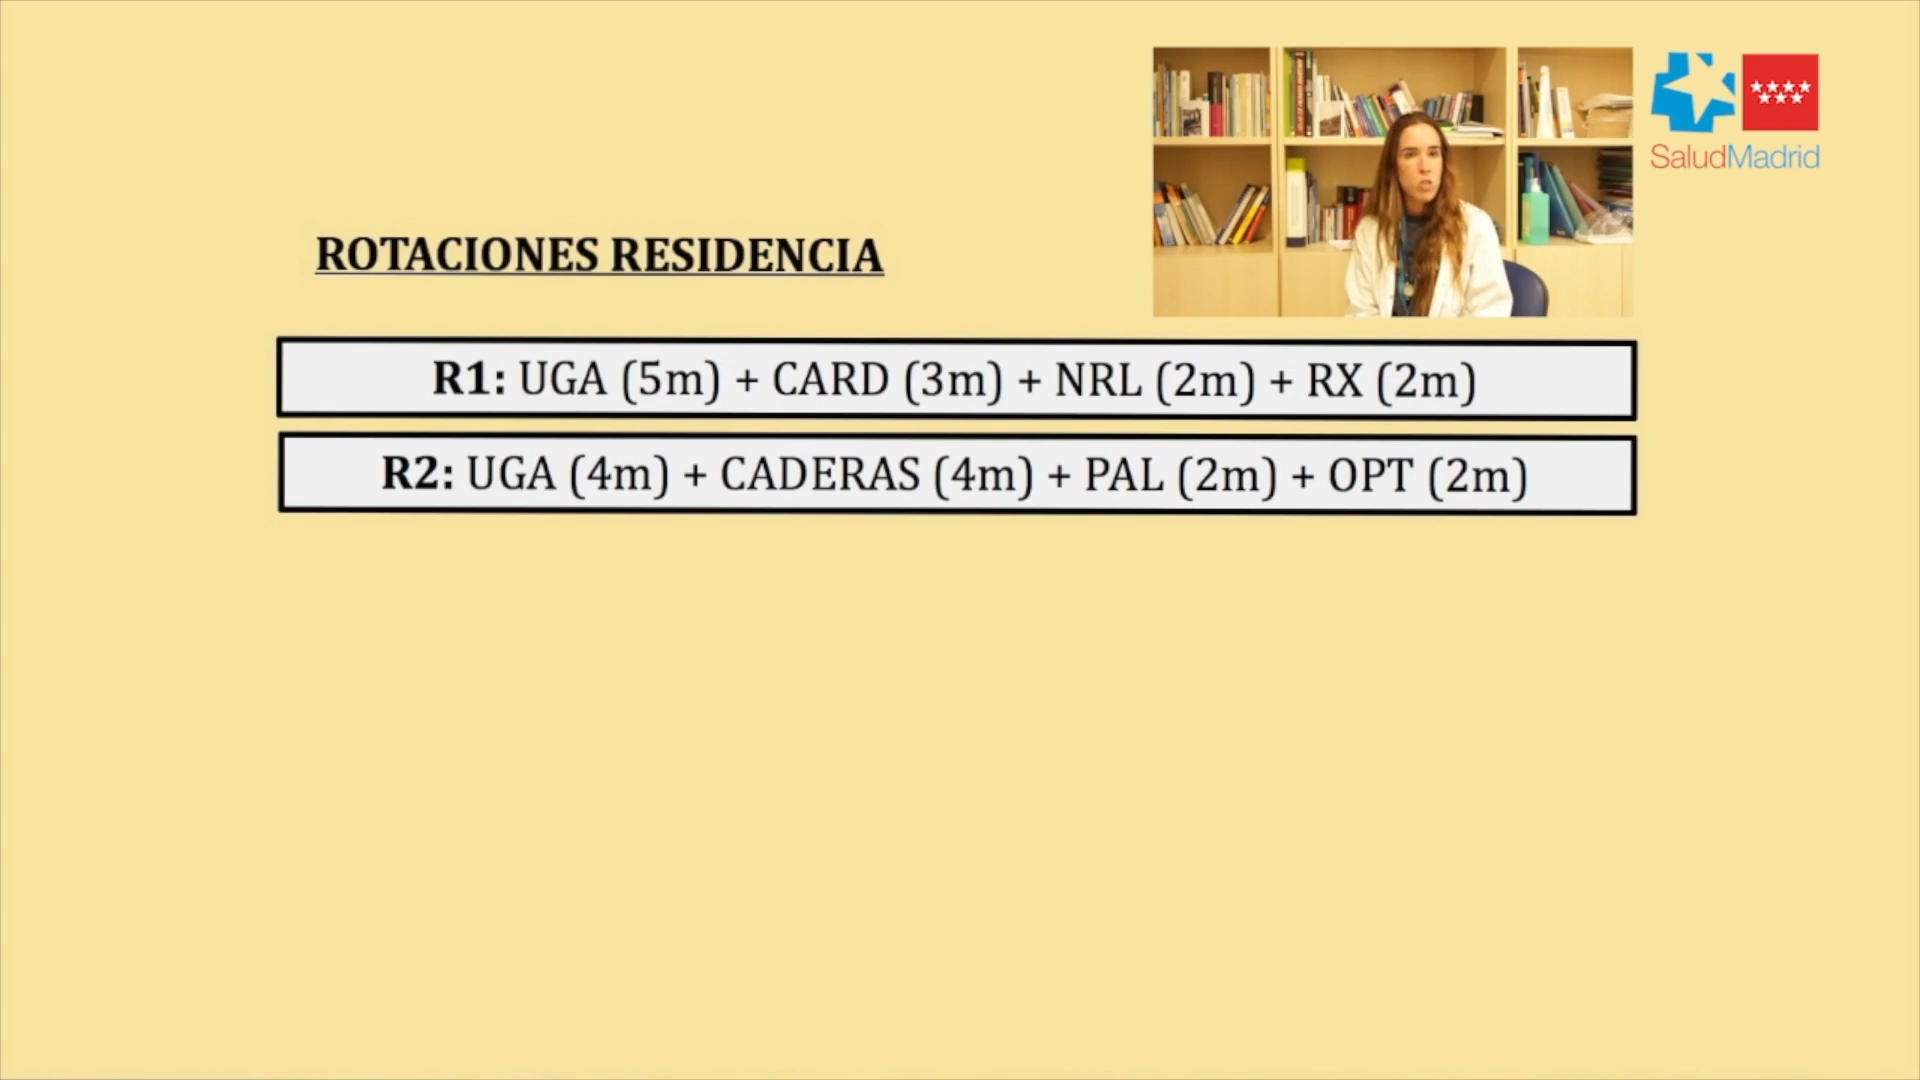 SaludMadrid
ROTACIONES RESIDENCIA
R1: UGA (5m) + CARD (3m) + NRL (2m) + RX (2m)
R2: UGA (4m) + CADERAS (4m) + PAL (2m) + OPT (2m)